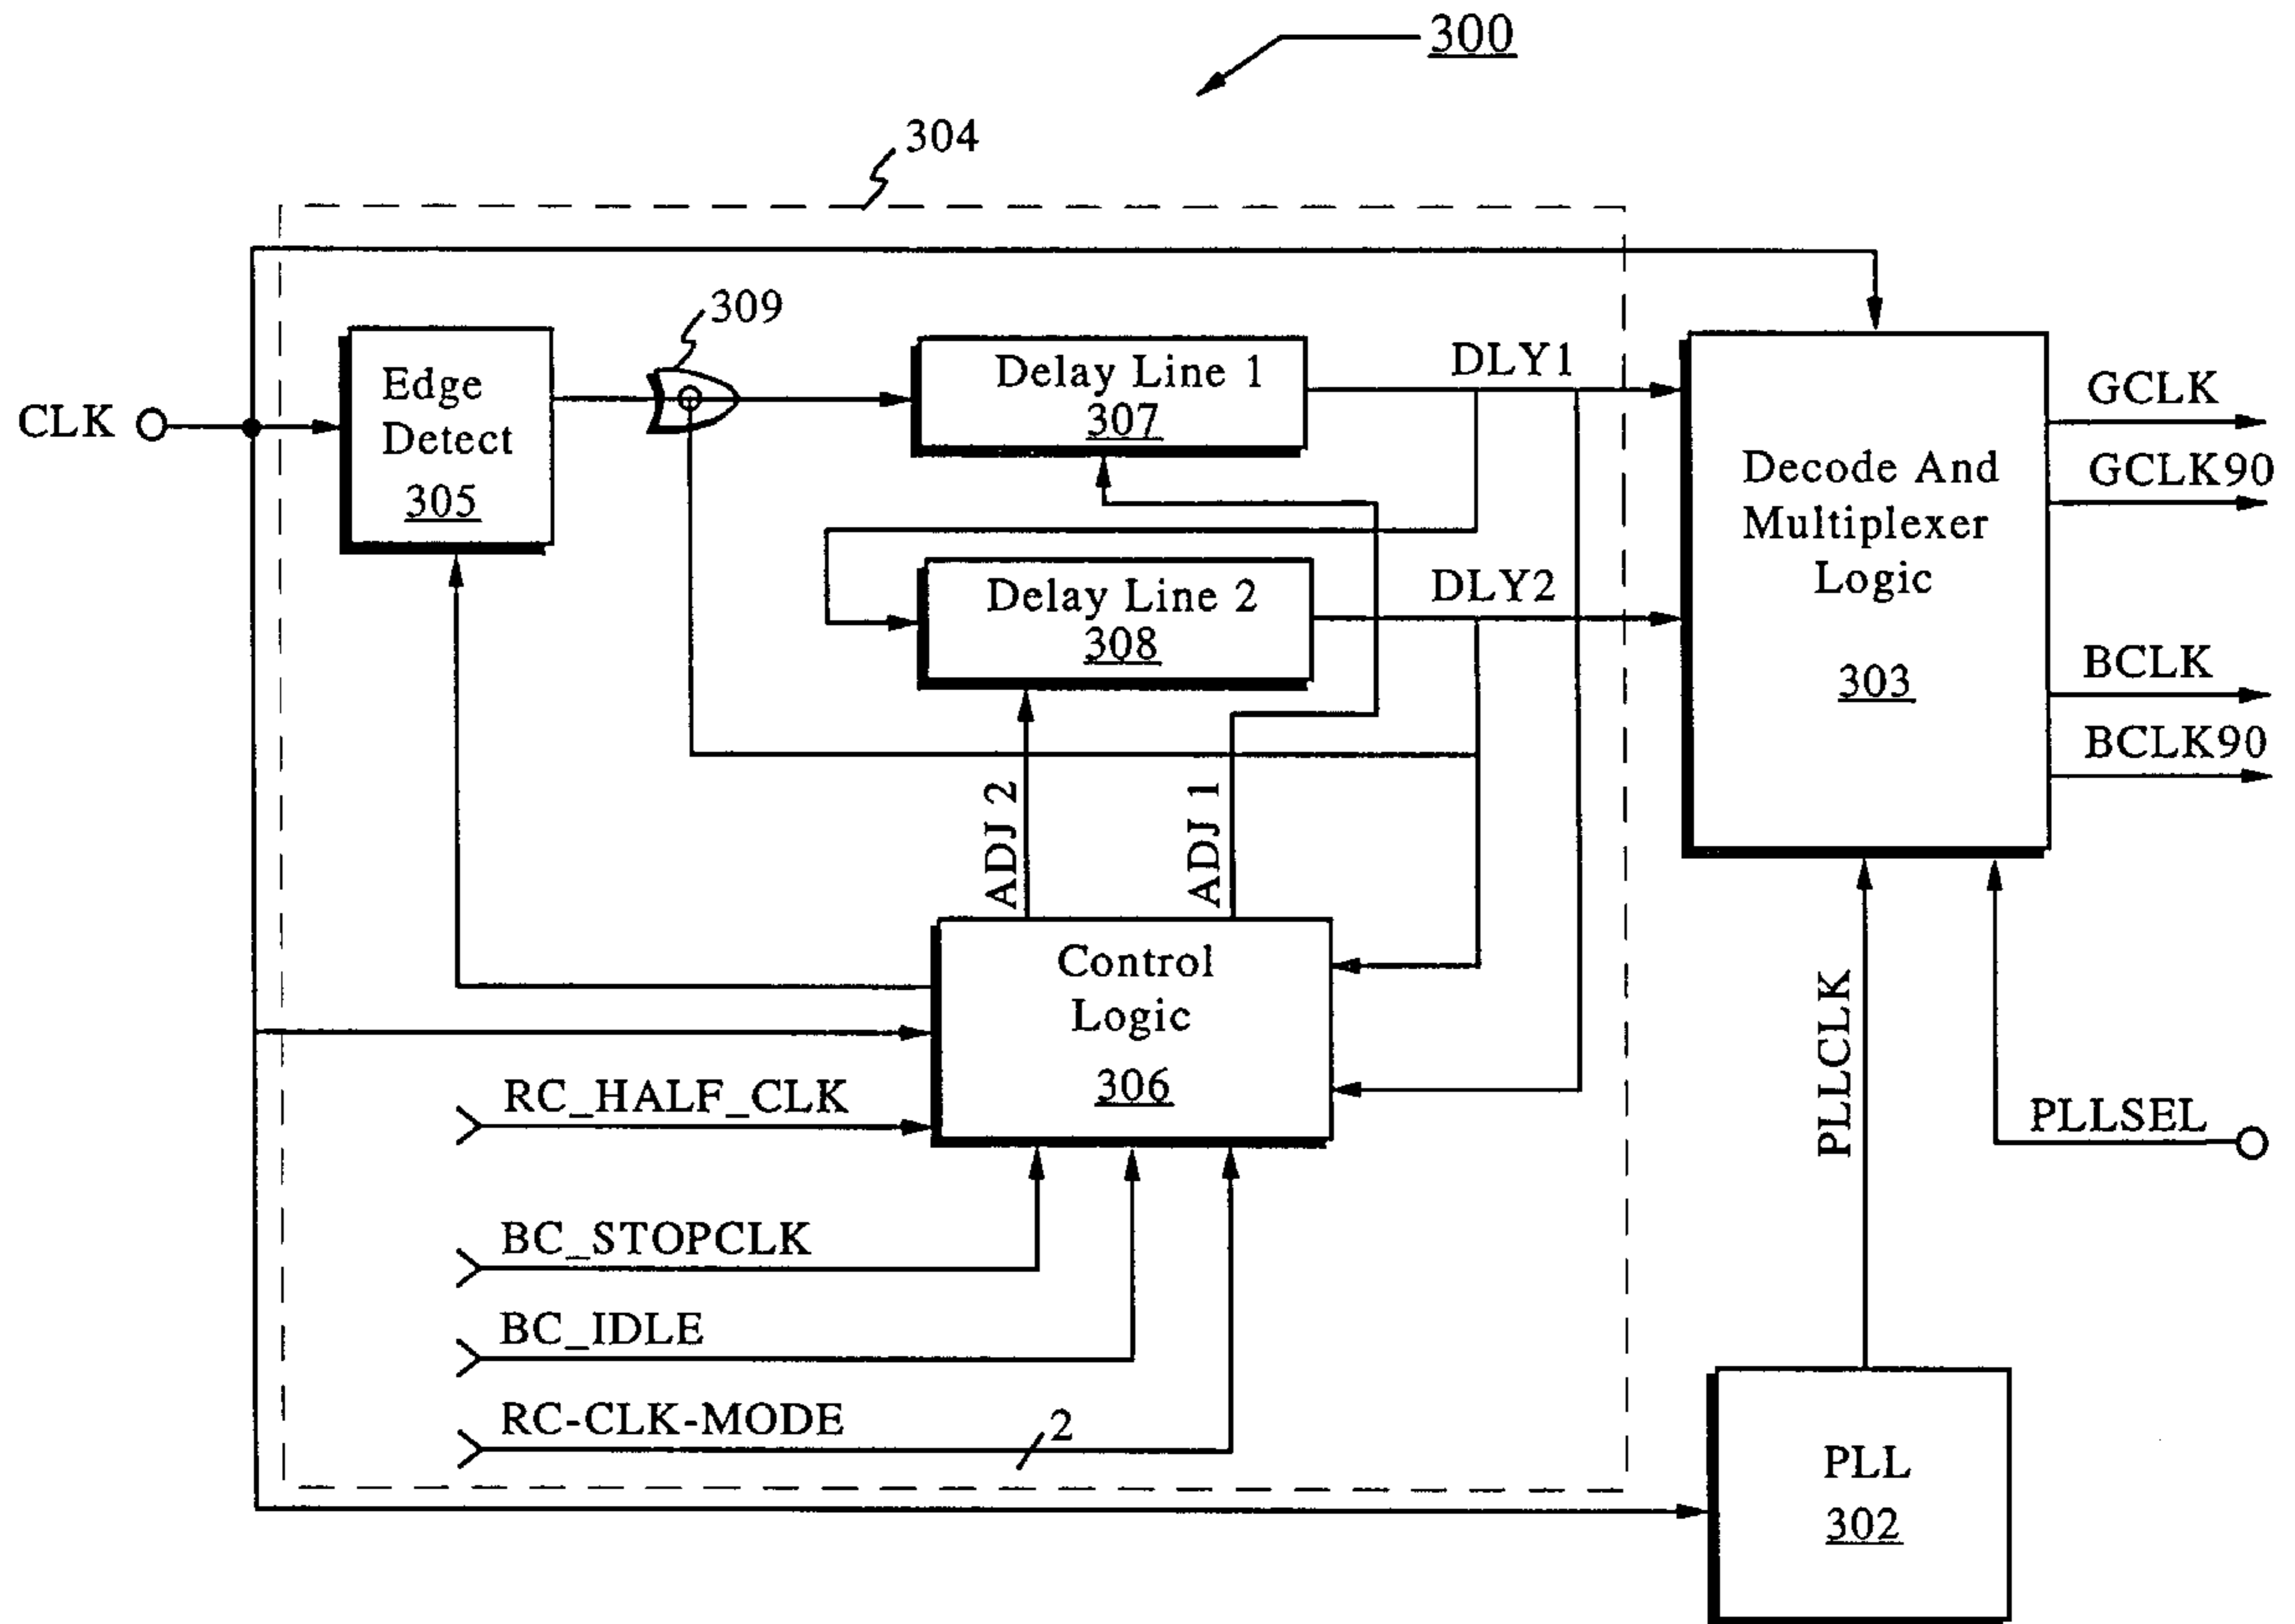 300
304
309
Edge
Detect
305
CLK
Delay Line 1
307
DLY1
Delay Line 2
308
DLY2
Decode And
Multiplexer
Logic
303
GCLK
GCLK90
BCLK
BCLK90
ADJ 2
ADJ 1
Control
Logic
306
RC_HALF_CLK
BC_STOPCLK
BC_IDLE
RC-CLK-MODE
2
PLLCLK
PLLSEL
PLL
302